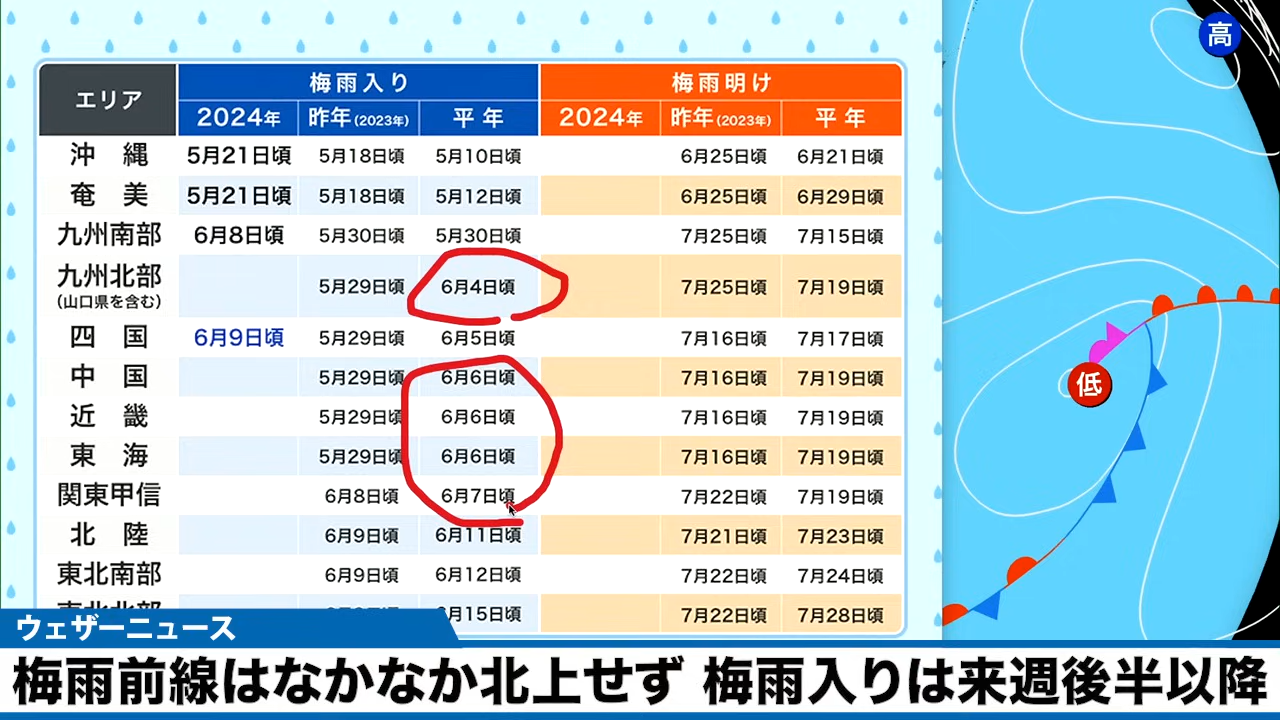 エリア 梅雨入り 梅雨明け
2024年 昨年(2023年) 平年 2024年 昨年(2023年) 平年
沖縄 5月21日頃 5月18日頃 5月10日頃 6月25日頃 6月21日頃
奄美 5月21日頃 5月18日頃 5月12日頃 6月25日頃 6月29日頃
九州南部 6月8日頃 5月30日頃 5月30日頃 7月25日頃 7月15日頃
九州北部 5月29日頃 6月4日頃 7月25日頃 7月19日頃
(山口県を含む)
四国 6月9日頃 5月29日頃 6月5日頃 7月16日頃 7月17日頃
中国 5月29日頃 6月6日頃 7月16日頃 7月19日頃
近畿 5月29日頃 6月6日頃 7月16日頃 7月19日頃
東海 5月29日頃 6月6日頃 7月16日頃 7月19日頃
関東甲信 6月8日頃 6月7日頃 7月22日頃 7月19日頃
北陸 6月9日頃 6月11日頃 7月21日頃 7月23日頃
東北南部 6月9日頃 6月12日頃 7月22日頃 7月24日頃
6月15日頃 7月22日頃 7月28日頃
高
低
ウェザーニュース
梅雨前線はなかなか北上せず 梅雨入りは来週後半以降